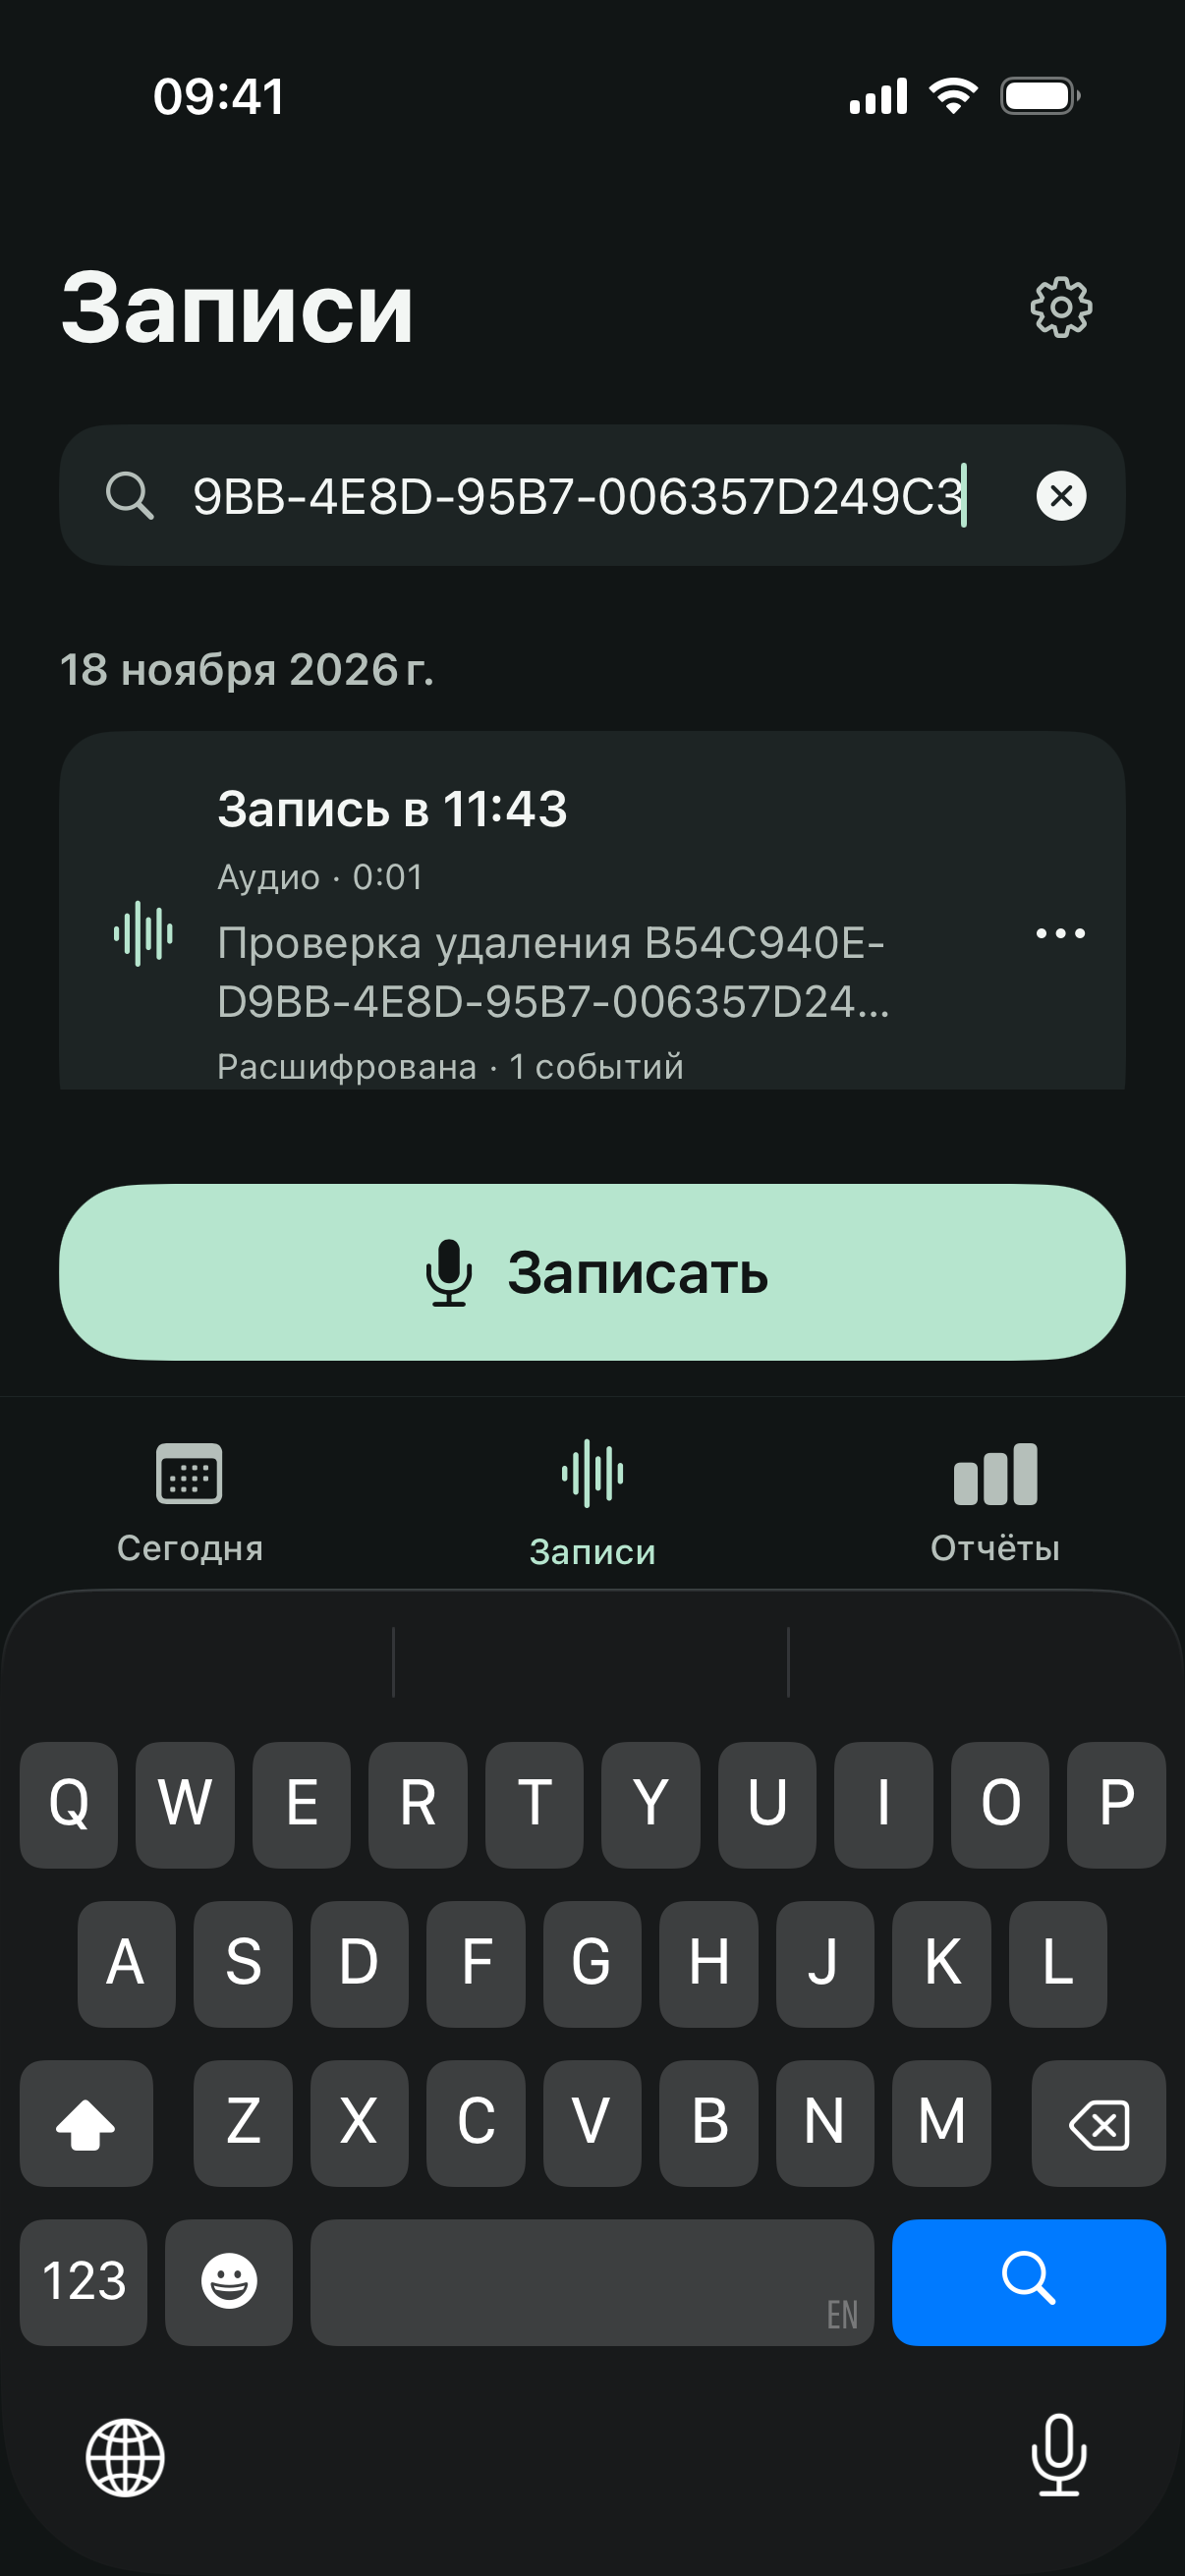 09:41
Записи
9BB-4E8D-95B7-006357D249C3
18 ноября 2026 г.
Запись в 11:43
Аудио · 0:01
Проверка удаления B54C940E-
D9BB-4E8D-95B7-006357D24...
Расшифрована · 1 событий
Записать
Сегодня
Записи
Отчёты
Q W E R T Y U I O P
A S D F G H J K L
Z X C V B N M
123
EN